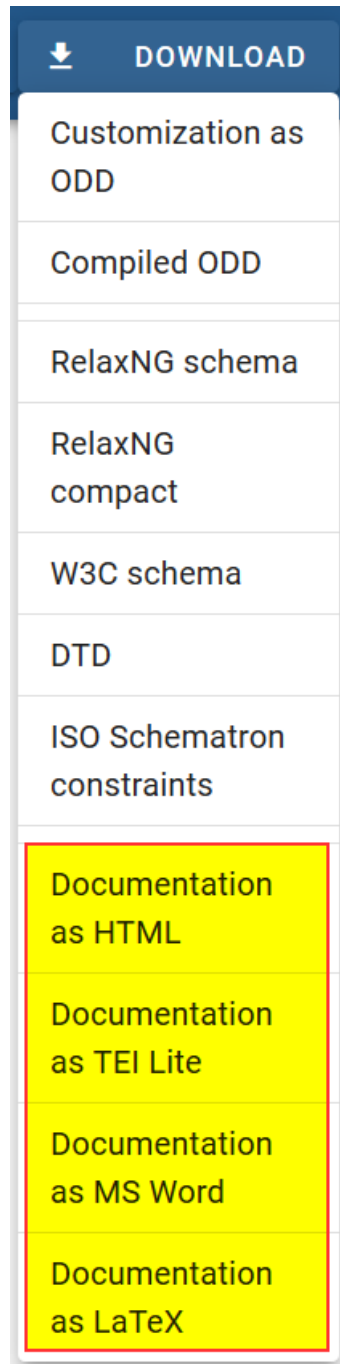 DOWNLOAD
Customization as
ODD
Compiled ODD
RelaxNG schema
RelaxNG
compact
W3C schema
DTD
ISO Schematron
constraints
Documentation
as HTML
Documentation
as TEI Lite
Documentation
as MS Word
Documentation
as LaTeX